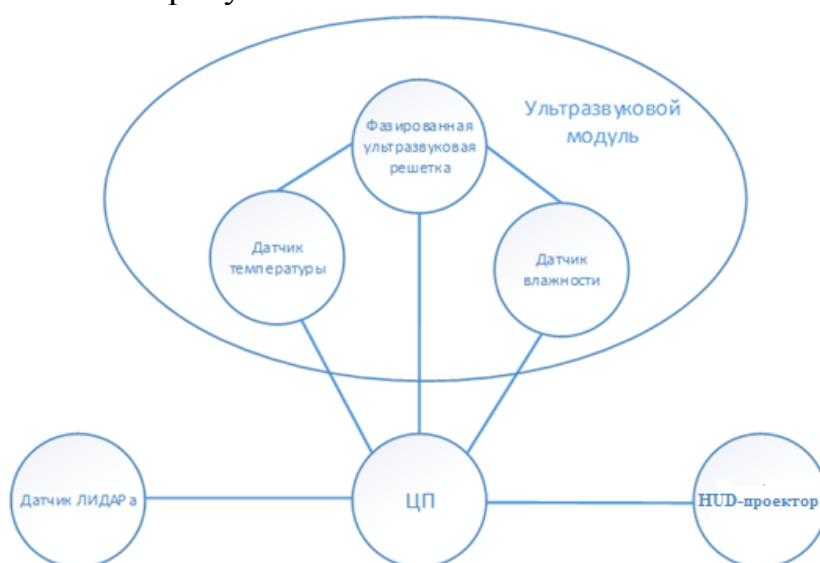 Ультразвуковой
модуль
Фазированная
ультразвуковая
решетка
Датчик
температуры
Датчик
влажности
Датчик ЛИДАРа
ЦП
HUD-проектор